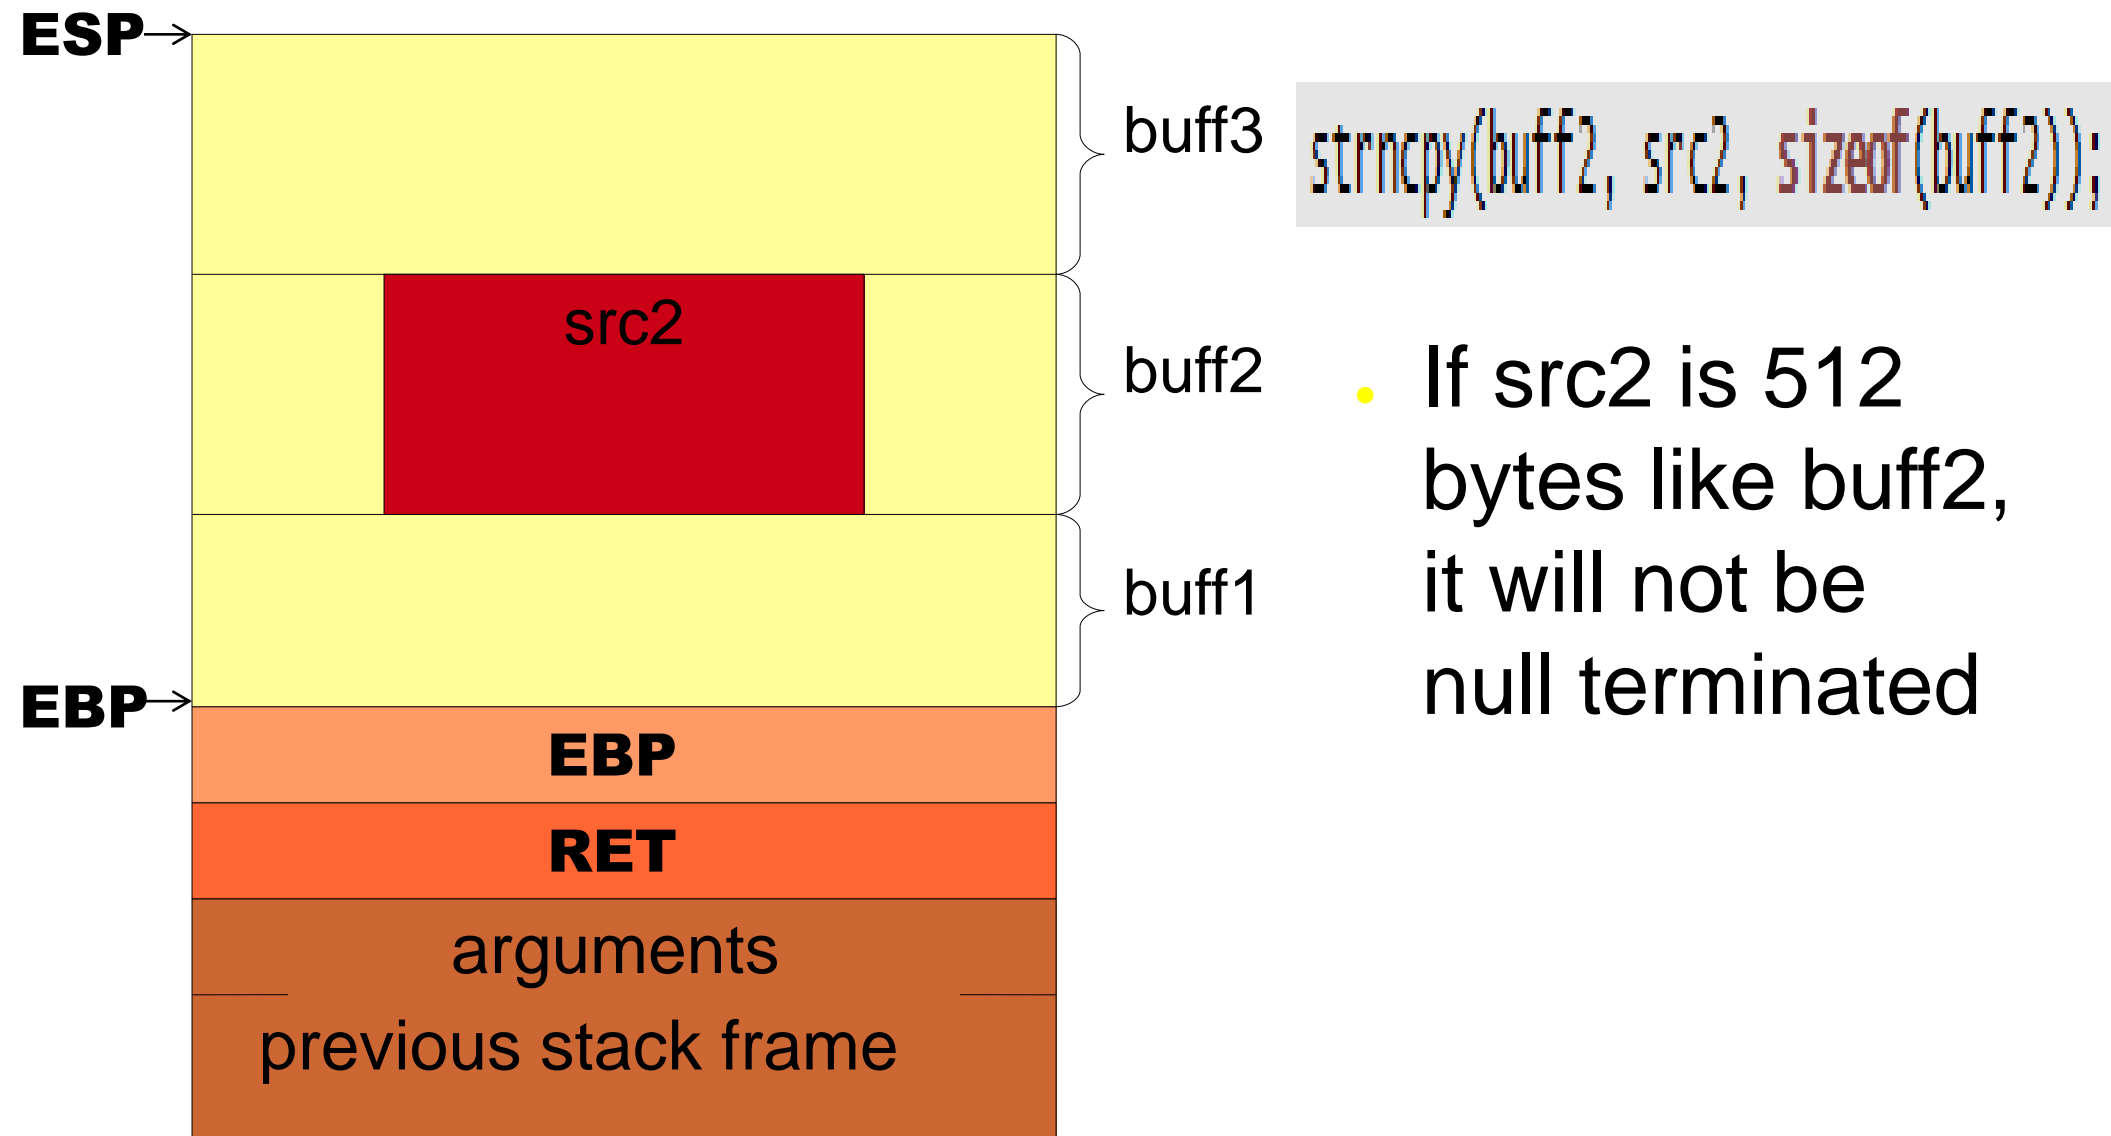 ESP
buff3
strncpy(buff2, src2, sizeof(buff2));
src2
buff2
• If src2 is 512
bytes like buff2,
it will not be
null terminated
buff1
EBP
EBP
RET
arguments
previous stack frame